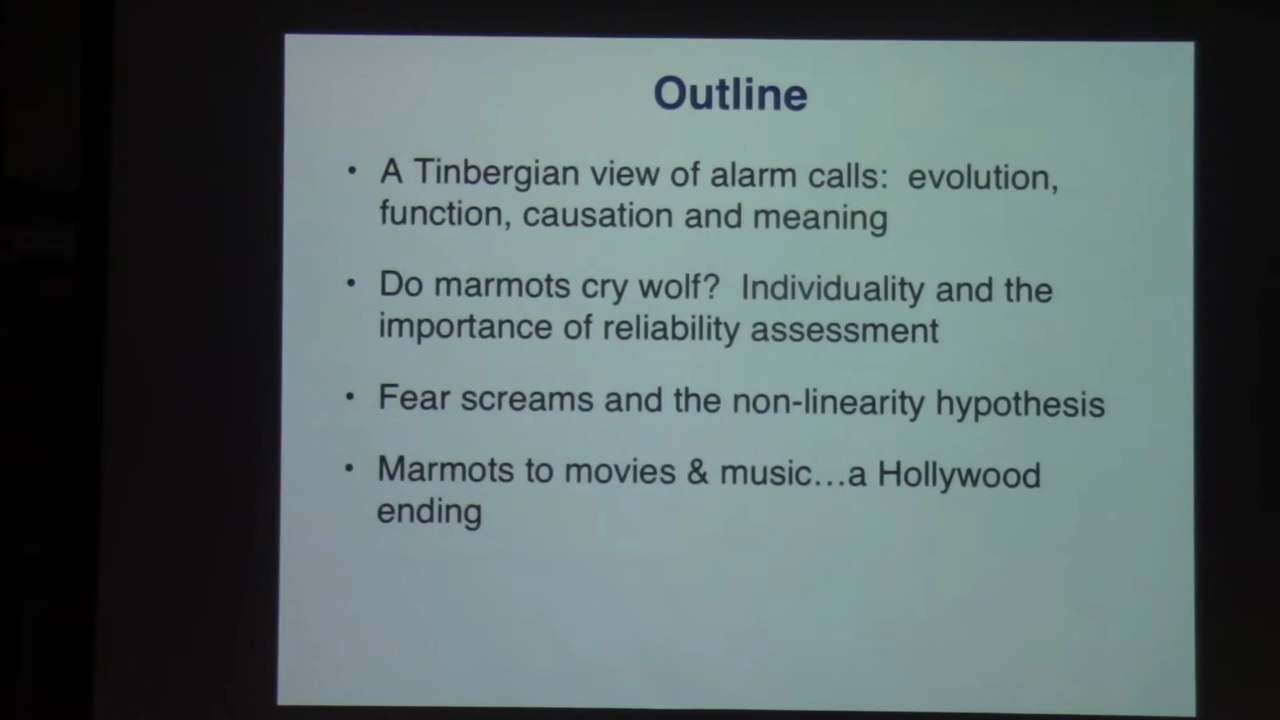 Outline
• A Tinbergian view of alarm calls: evolution,
function, causation and meaning
• Do marmots cry wolf? Individuality and the
importance of reliability assessment
• Fear screams and the non-linearity hypothesis
• Marmots to movies & music…a Hollywood
ending